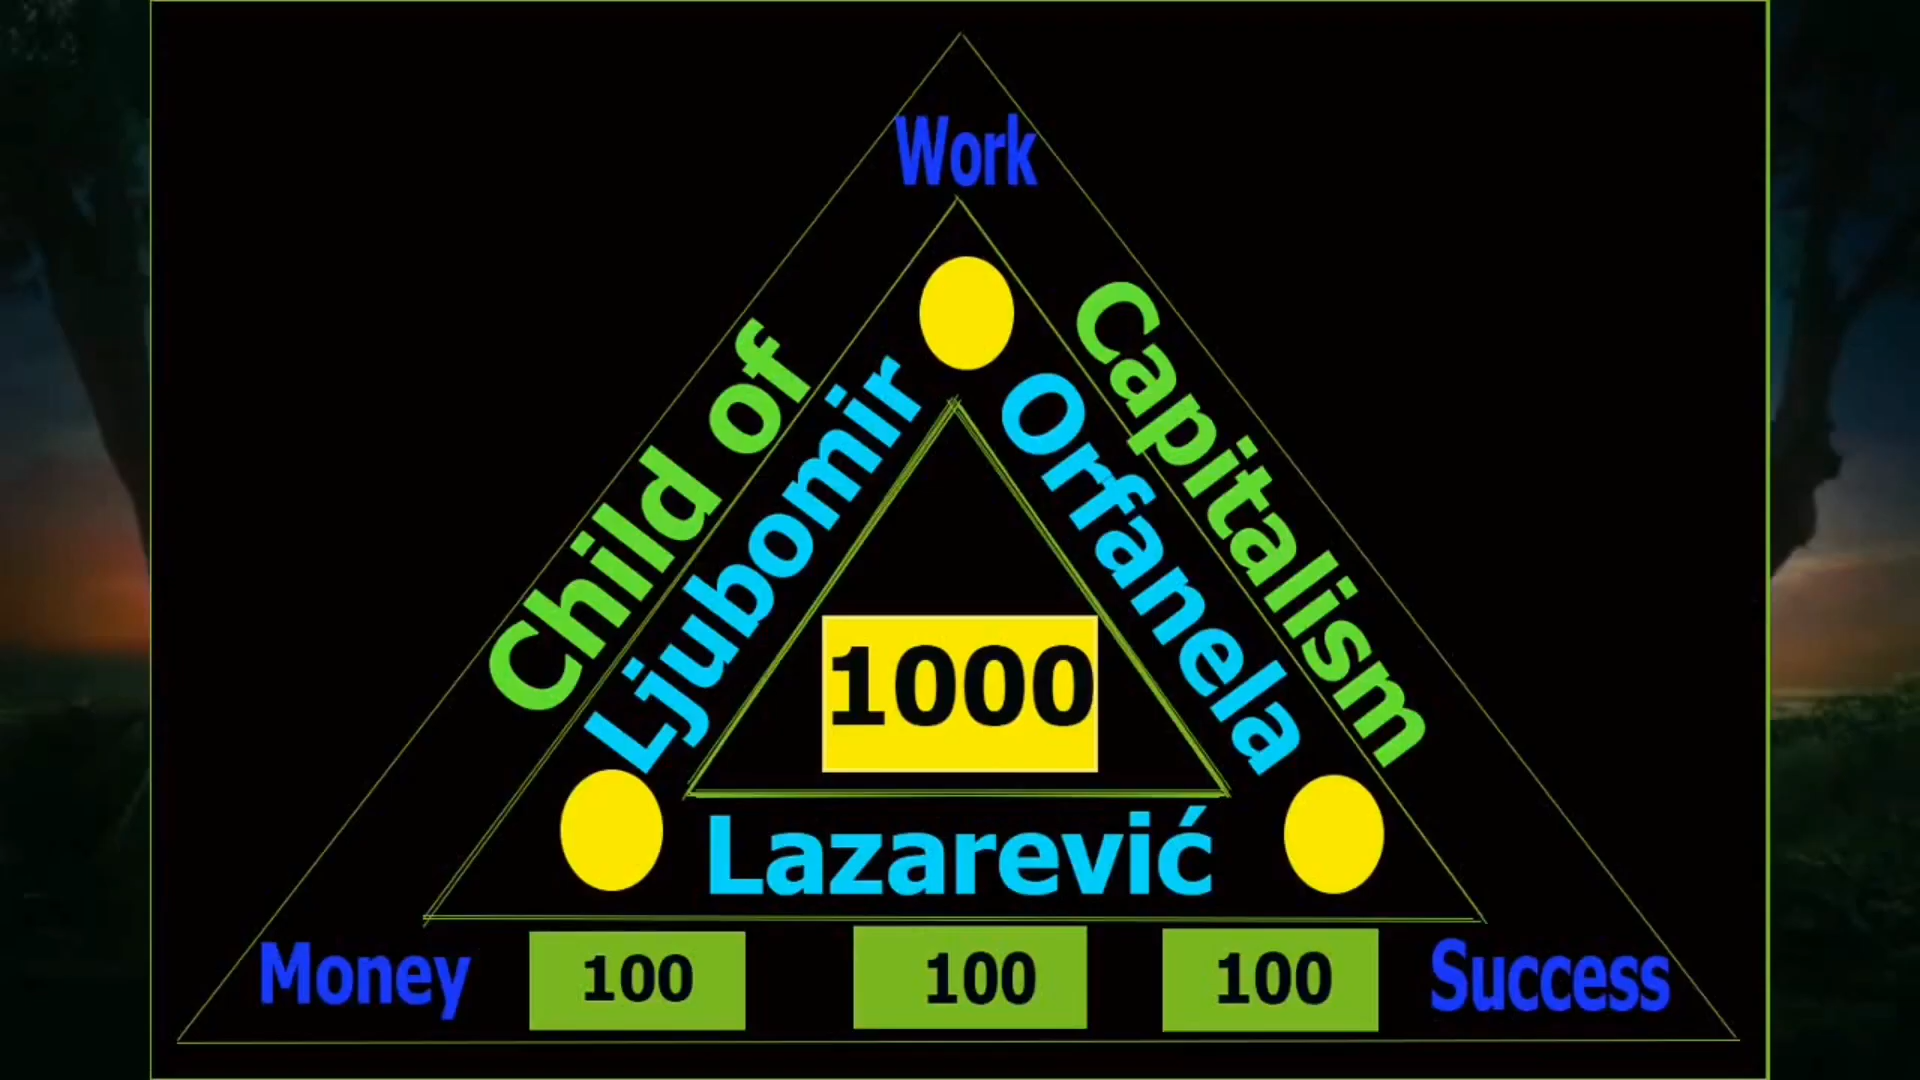 Work
Child of
Capitalism
Ljubomir
Orfanela
1000
Lazarević
Money
100
100
100
Success